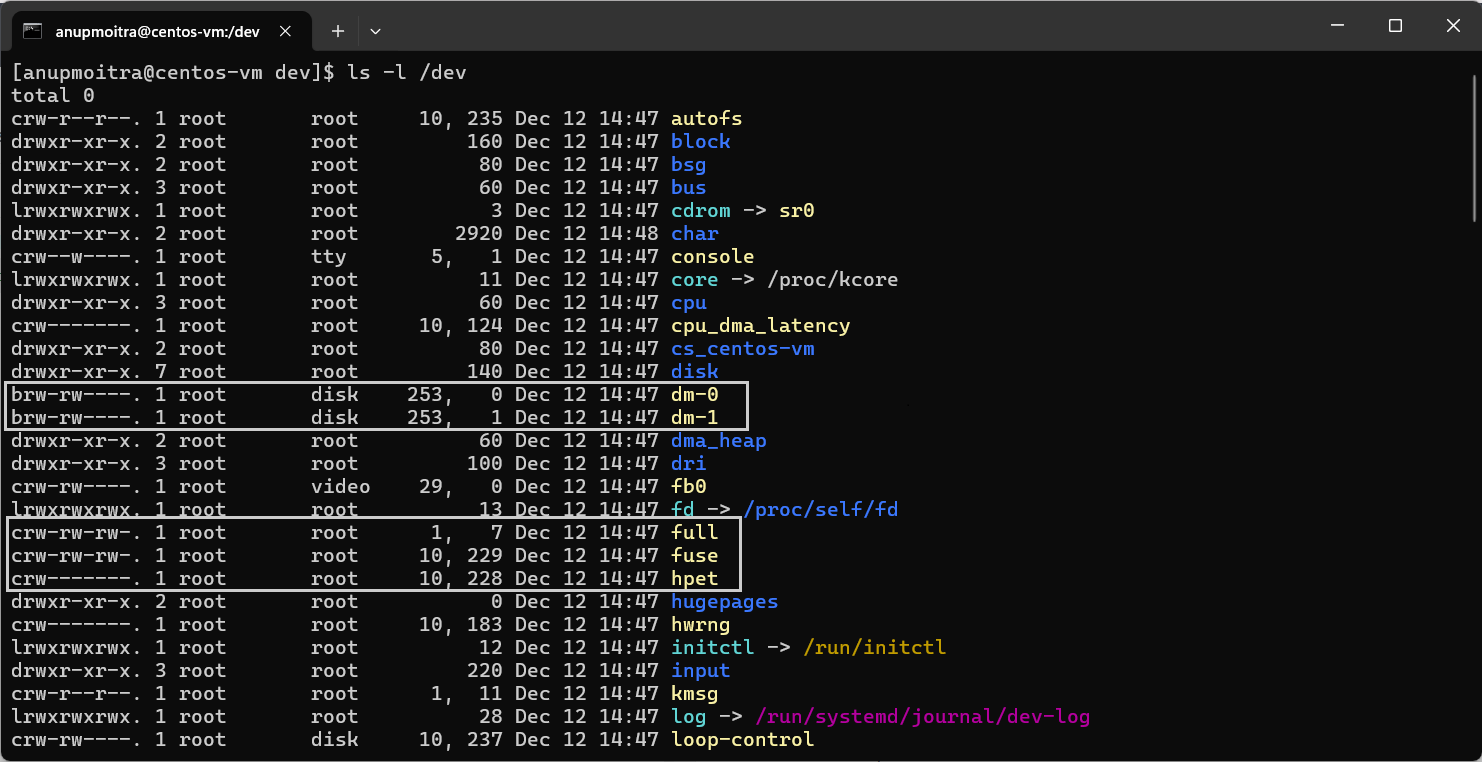 anupmoitra@centos-vm:/dev
[anupmoitra@centos-vm dev]$ ls -l /dev
total 0
crw-r--r--. 1 root       root     10, 235 Dec 12 14:47 autofs
drwxr-xr-x. 2 root       root         160 Dec 12 14:47 block
drwxr-xr-x. 2 root       root          80 Dec 12 14:47 bsg
drwxr-xr-x. 3 root       root          60 Dec 12 14:47 bus
lrwxrwxrwx. 1 root       root           3 Dec 12 14:47 cdrom -> sr0
drwxr-xr-x. 2 root       root        2920 Dec 12 14:48 char
crw--w----. 1 root       tty       5,   1 Dec 12 14:47 console
lrwxrwxrwx. 1 root       root          11 Dec 12 14:47 core -> /proc/kcore
drwxr-xr-x. 3 root       root          60 Dec 12 14:47 cpu
crw-------. 1 root       root     10, 124 Dec 12 14:47 cpu_dma_latency
drwxr-xr-x. 2 root       root          80 Dec 12 14:47 cs_centos-vm
drwxr-xr-x. 7 root       root         140 Dec 12 14:47 disk
brw-rw----. 1 root       disk    253,   0 Dec 12 14:47 dm-0
brw-rw----. 1 root       disk    253,   1 Dec 12 14:47 dm-1
drwxr-xr-x. 2 root       root          60 Dec 12 14:47 dma_heap
drwxr-xr-x. 3 root       root         100 Dec 12 14:47 dri
crw-rw----. 1 root       video    29,   0 Dec 12 14:47 fb0
lrwxrwxrwx. 1 root       root          13 Dec 12 14:47 fd -> /proc/self/fd
crw-rw-rw-. 1 root       root      1,   7 Dec 12 14:47 full
crw-rw-rw-. 1 root       root     10, 229 Dec 12 14:47 fuse
crw-------. 1 root       root     10, 228 Dec 12 14:47 hpet
drwxr-xr-x. 2 root       root           0 Dec 12 14:47 hugepages
crw-------. 1 root       root     10, 183 Dec 12 14:47 hwrng
lrwxrwxrwx. 1 root       root          12 Dec 12 14:47 initctl -> /run/initctl
drwxr-xr-x. 3 root       root         220 Dec 12 14:47 input
crw-r--r--. 1 root       root      1,  11 Dec 12 14:47 kmsg
lrwxrwxrwx. 1 root       root          28 Dec 12 14:47 log -> /run/systemd/journal/dev-log
crw-rw----. 1 root       disk     10, 237 Dec 12 14:47 loop-control